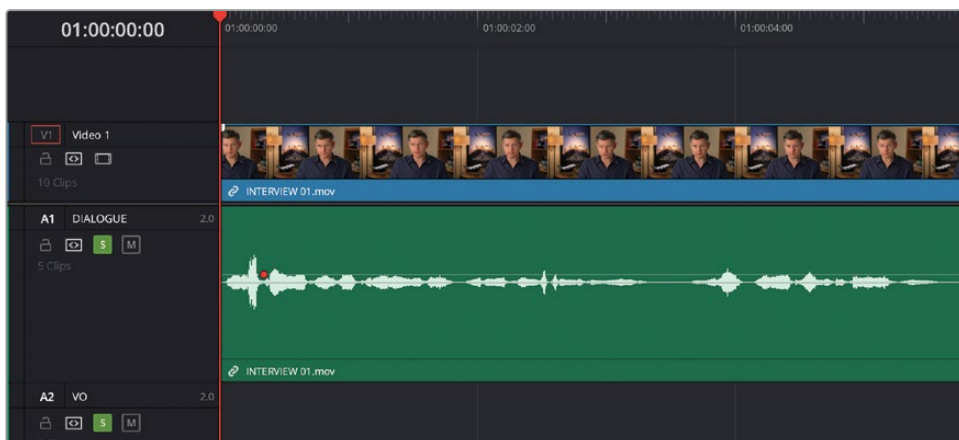 01:00:00:00
01:00:00:00 01:00:02:00 01:00:04:00
V1 Video 1
10 Clips
INTERVIEW 01.mov
A1 DIALOGUE 2.0
S M
5 Clips
INTERVIEW 01.mov
A2 VO 2.0
S M